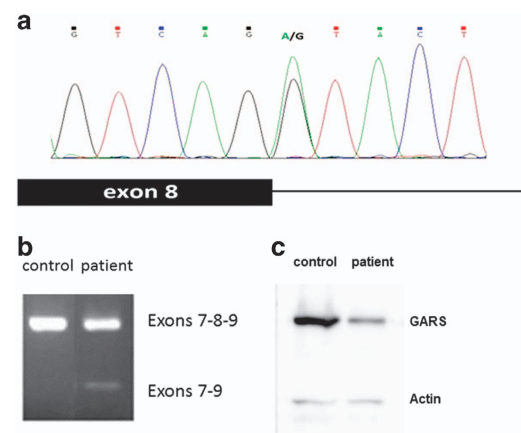 a
G T C A G A/G T A C T
exon 8
b
control patient
Exons 7-8-9
Exons 7-9
c
control patient
GARS
Actin